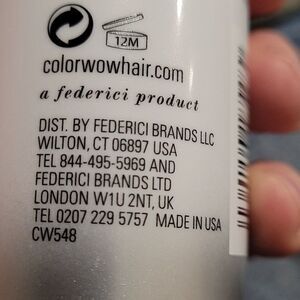 12M
colorwowhair.com
a federici product
DIST. BY FEDERICI BRANDS LLC
WILTON, CT 06897 USA
TEL 844-495-5969 AND
FEDERICI BRANDS LTD
LONDON W1U 2NT, UK
TEL 0207 229 5757 MADE IN USA
CW548